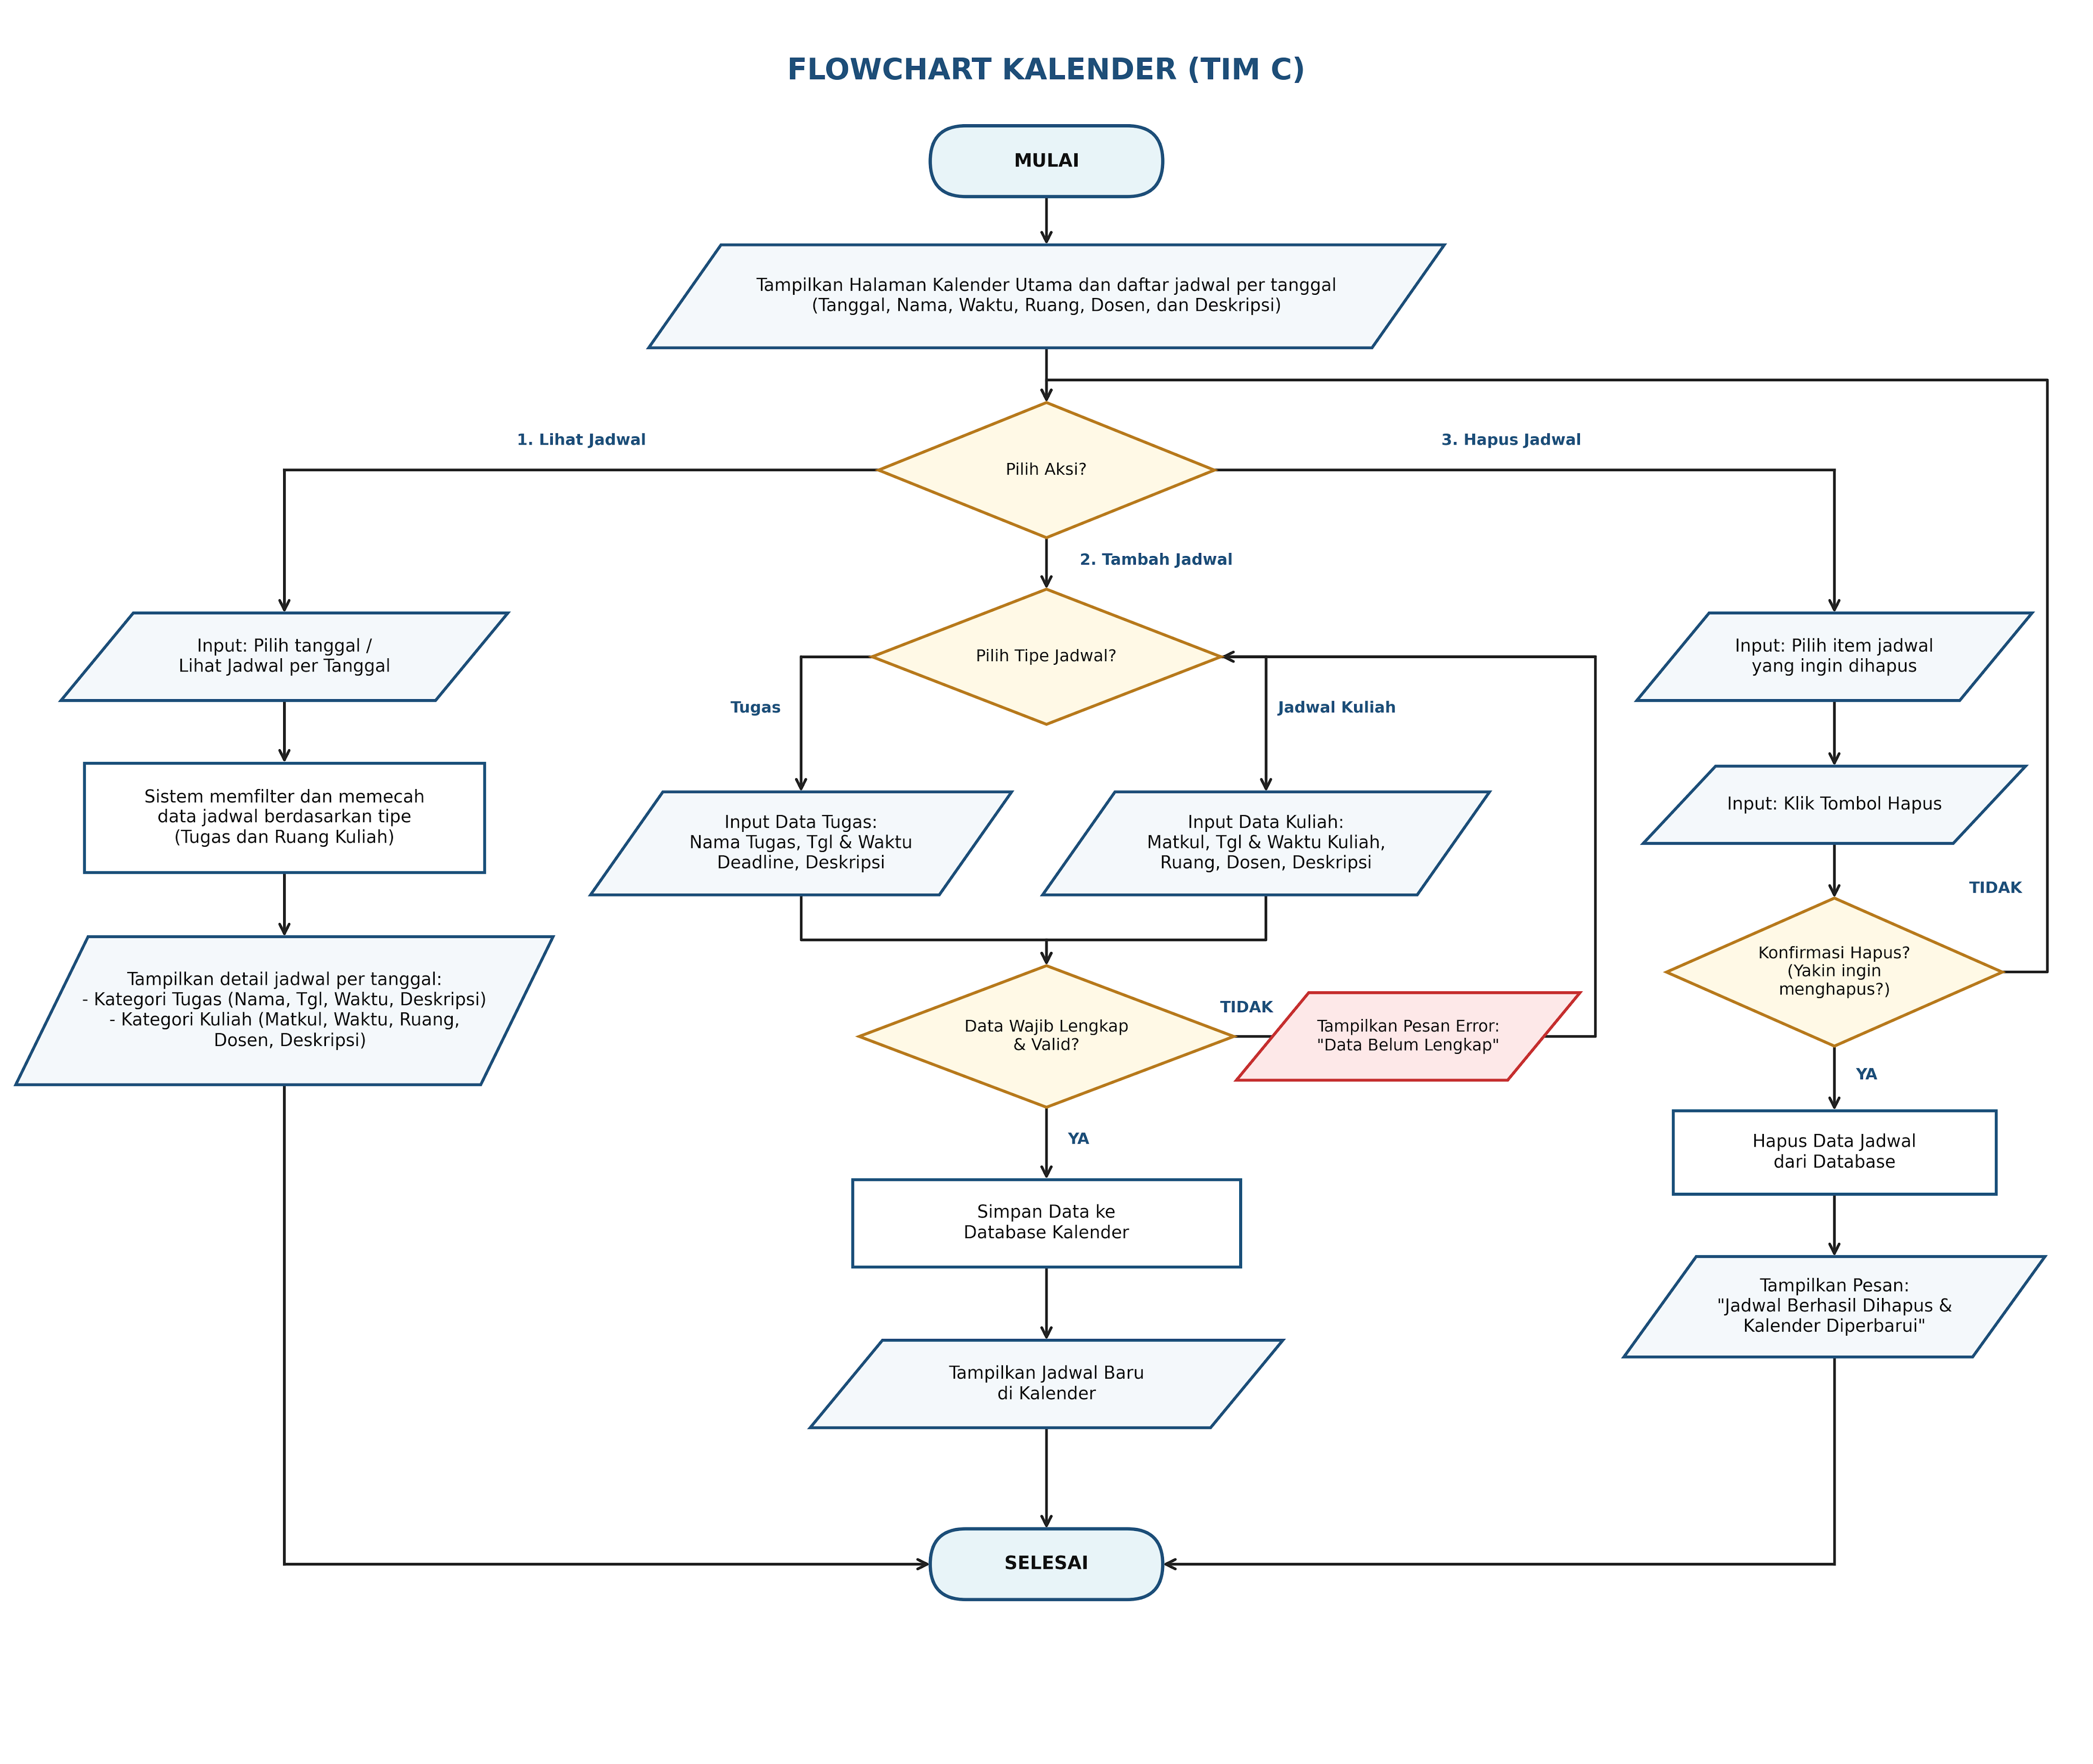 FLOWCHART KALENDER (TIM C)
MULAI
Tampilkan Halaman Kalender Utama dan daftar jadwal per tanggal
(Tanggal, Nama, Waktu, Ruang, Dosen, dan Deskripsi)
Pilih Aksi?
1. Lihat Jadwal
Input: Pilih tanggal /
Lihat Jadwal per Tanggal
Sistem memfilter dan memecah
data jadwal berdasarkan tipe
(Tugas dan Ruang Kuliah)
Tampilkan detail jadwal per tanggal:
- Kategori Tugas (Nama, Tgl, Waktu, Deskripsi)
- Kategori Kuliah (Matkul, Waktu, Ruang,
Dosen, Deskripsi)
2. Tambah Jadwal
Pilih Tipe Jadwal?
Tugas
Jadwal Kuliah
Input Data Tugas:
Nama Tugas, Tgl & Waktu
Deadline, Deskripsi
Input Data Kuliah:
Matkul, Tgl & Waktu Kuliah,
Ruang, Dosen, Deskripsi
Data Wajib Lengkap
& Valid?
TIDAK
Tampilkan Pesan Error:
"Data Belum Lengkap"
YA
Simpan Data ke
Database Kalender
Tampilkan Jadwal Baru
di Kalender
3. Hapus Jadwal
Input: Pilih item jadwal
yang ingin dihapus
Input: Klik Tombol Hapus
TIDAK
Konfirmasi Hapus?
(Yakin ingin
menghapus?)
YA
Hapus Data Jadwal
dari Database
Tampilkan Pesan:
"Jadwal Berhasil Dihapus &
Kalender Diperbarui"
SELESAI